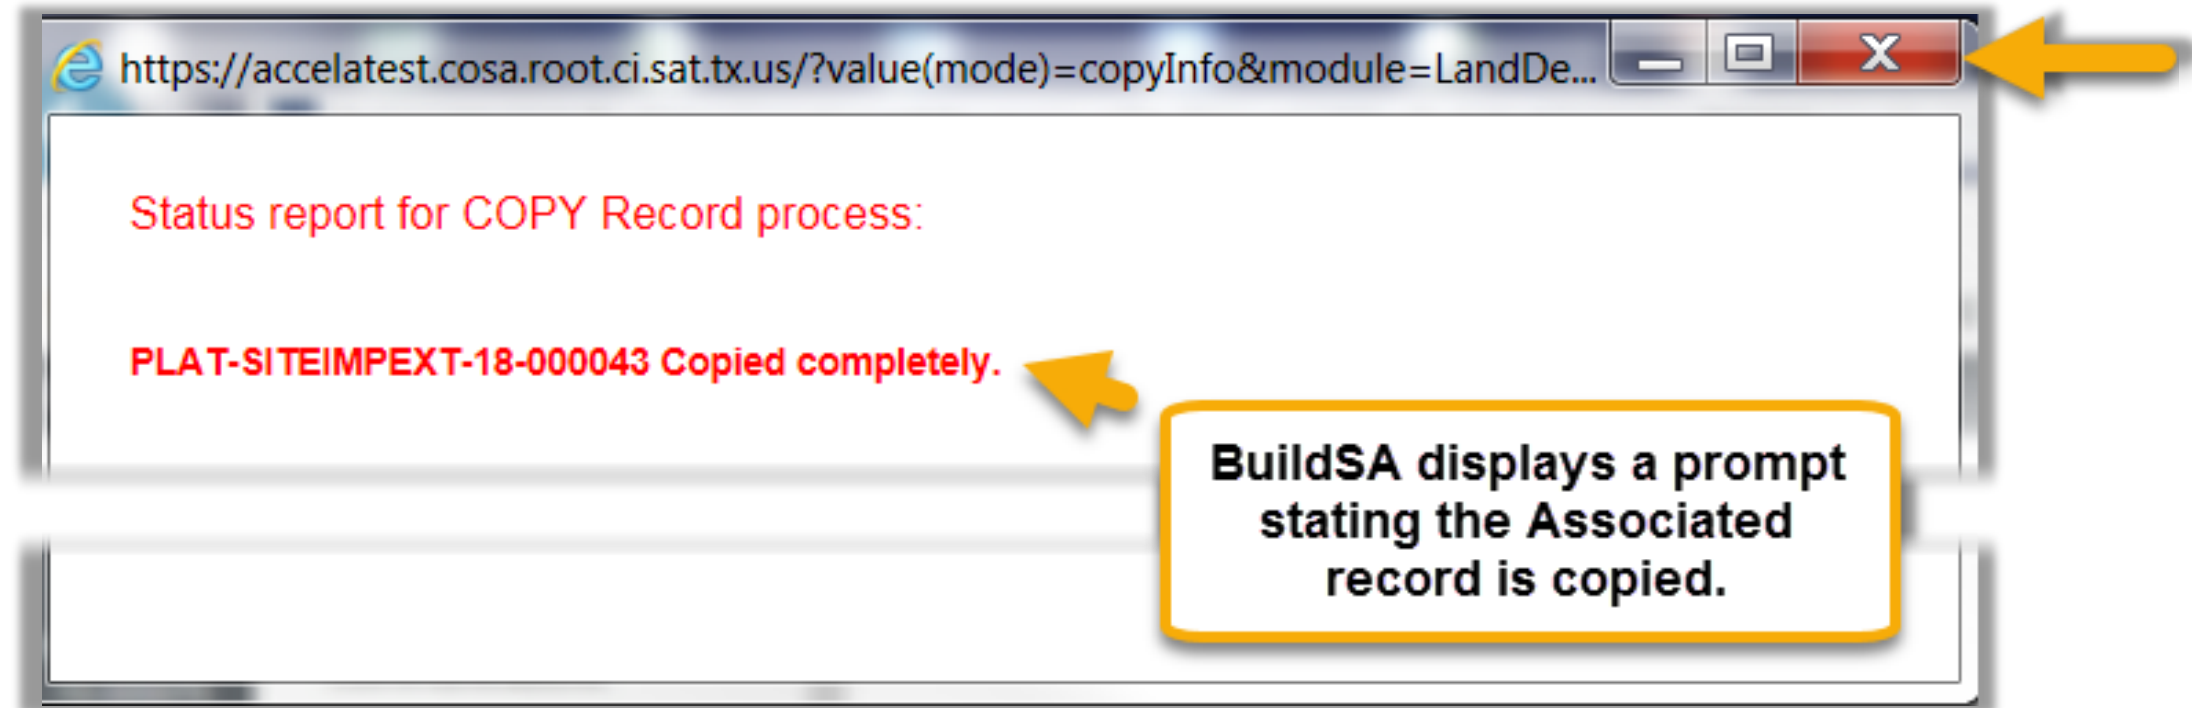 https://accelatest.cosa.root.ci.sat.tx.us/?value(mode)=copyInfo&module=LandDe...
Status report for COPY Record process:
PLAT-SITEIMPEXT-18-000043 Copied completely.
BuildSA displays a prompt
stating the Associated
record is copied.